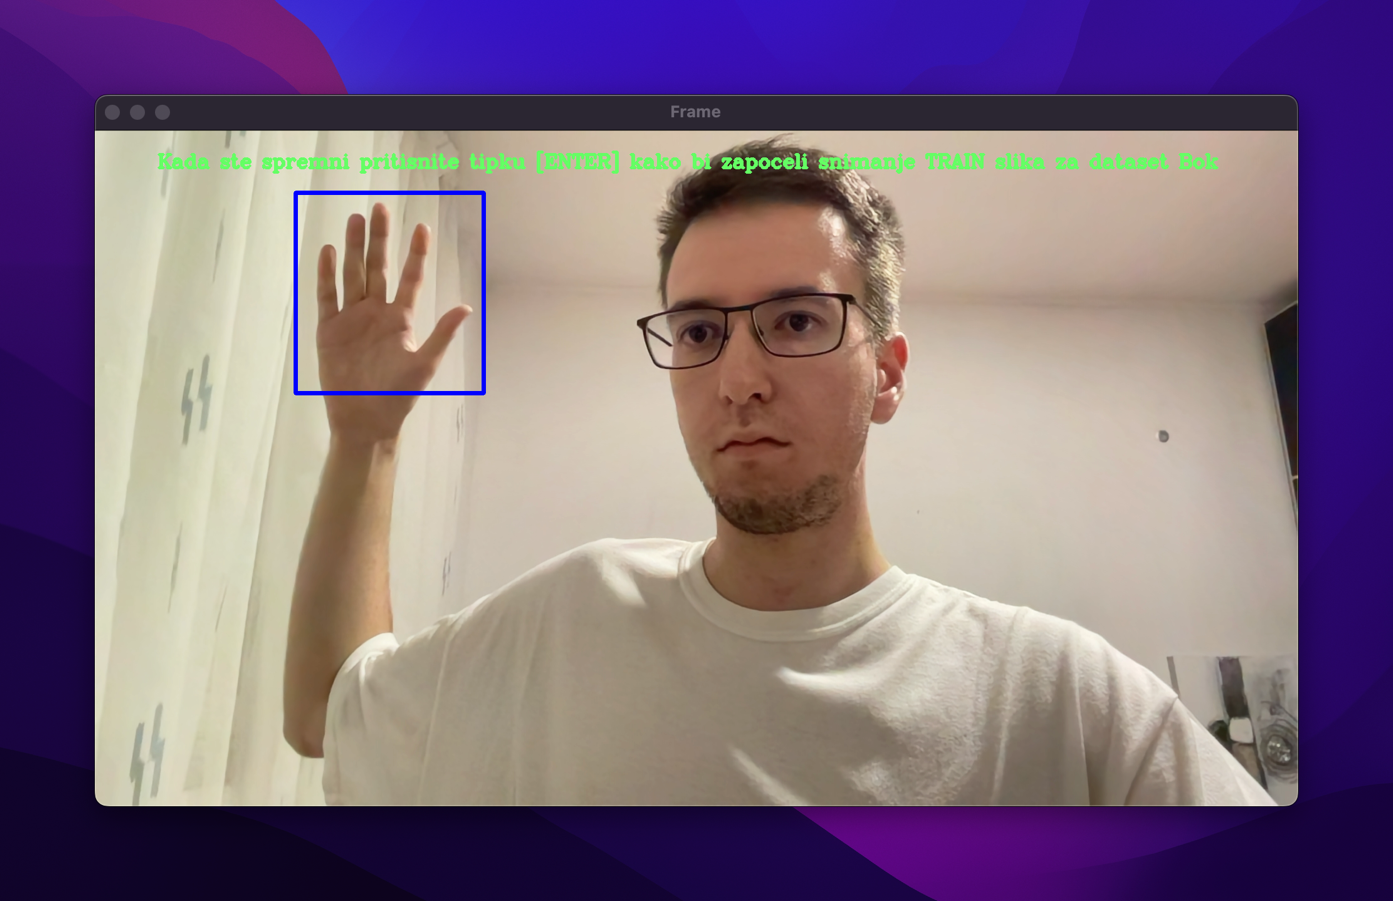 Frame
Kada ste spremni pritisnite tipku [ENTER] kako bi zapoceli snimanje TRAIN slika za dataset Bok